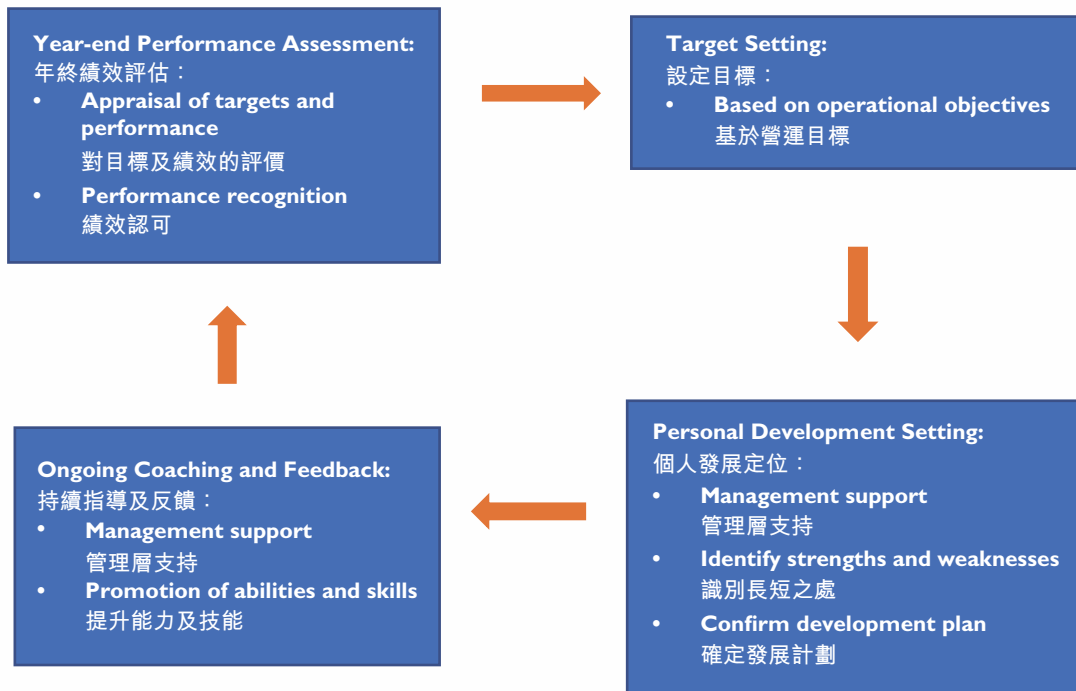 Year-end Performance Assessment:
年終績效評估：
• Appraisal of targets and
performance
對目標及績效的評價
• Performance recognition
績效認可
Target Setting:
設定目標：
• Based on operational objectives
基於營運目標
Ongoing Coaching and Feedback:
持續指導及反饋：
• Management support
管理層支持
• Promotion of abilities and skills
提升能力及技能
Personal Development Setting:
個人發展定位：
• Management support
管理層支持
• Identify strengths and weaknesses
識別長短之處
• Confirm development plan
確定發展計劃